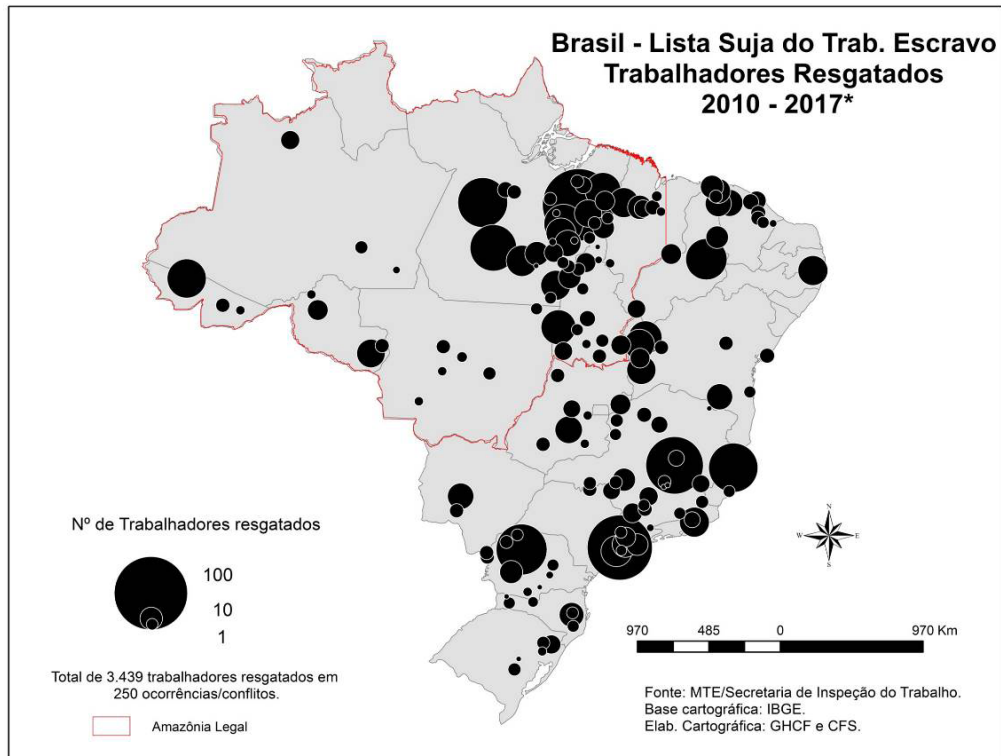 Brasil - Lista Suja do Trab. Escravo
Trabalhadores Resgatados
2010 - 2017*
N
W
E
S
Nº de Trabalhadores resgatados
100
10
1
Total de 3.439 trabalhadores resgatados em
250 ocorrências/conflitos.
Amazônia Legal
970 485 0 970 Km
Fonte: MTE/Secretaria de Inspeção do Trabalho.
Base cartográfica: IBGE.
Elab. Cartográfica: GHCF e CFS.